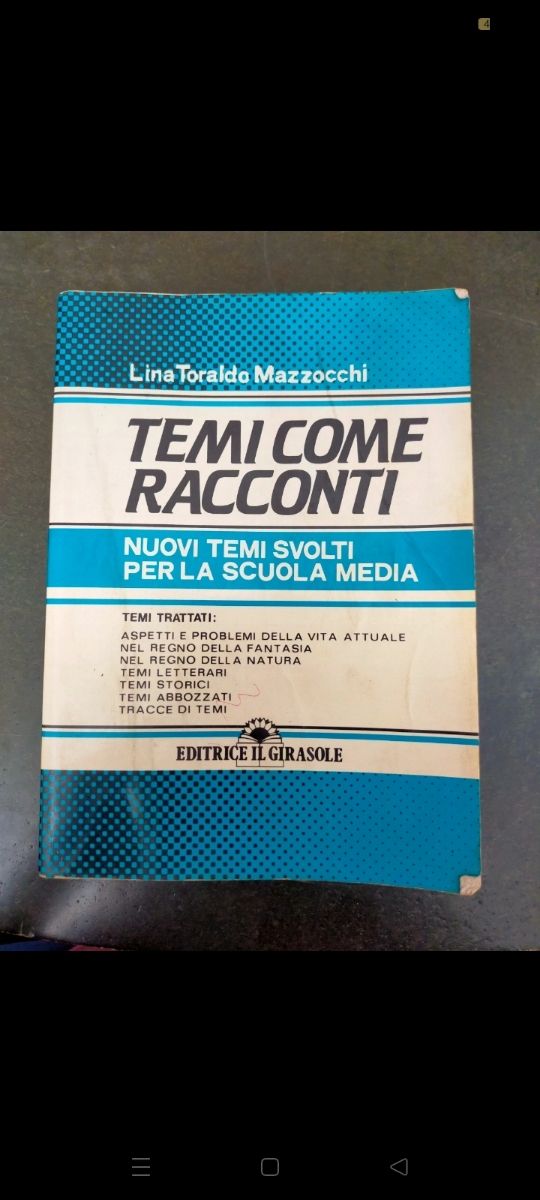 4
Lina Toraldo Mazzocchi
TEMI COME
RACCONTI
NUOVI TEMI SVOLTI
PER LA SCUOLA MEDIA
TEMI TRATTATI:
ASPETTI E PROBLEMI DELLA VITA ATTUALE
NEL REGNO DELLA FANTASIA
NEL REGNO DELLA NATURA
TEMI LETTERARI
TEMI STORICI
TEMI ABBOZZATI
TRACCE DI TEMI
EDITRICE IL GIRASOLE